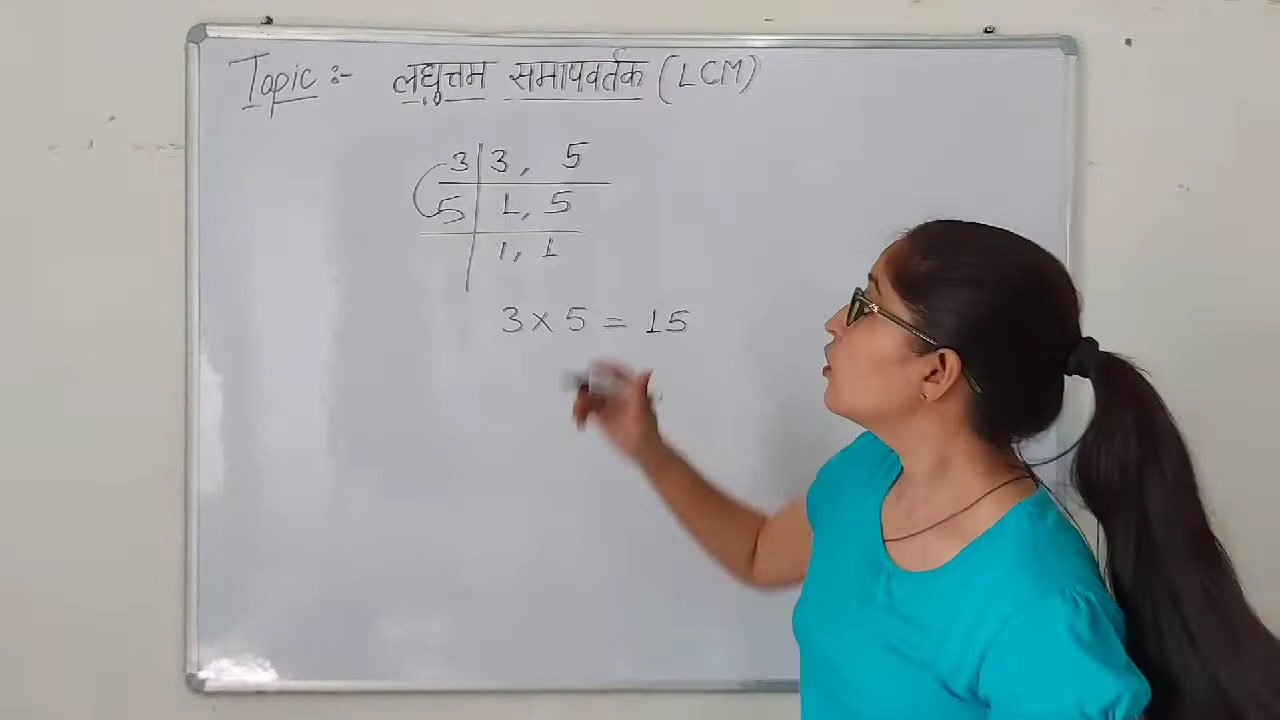 Topic :- लघुत्तम समापवर्तक (LCM)
3 | 3, 5
5 | 1, 5
1, 1
3 × 5 = 15